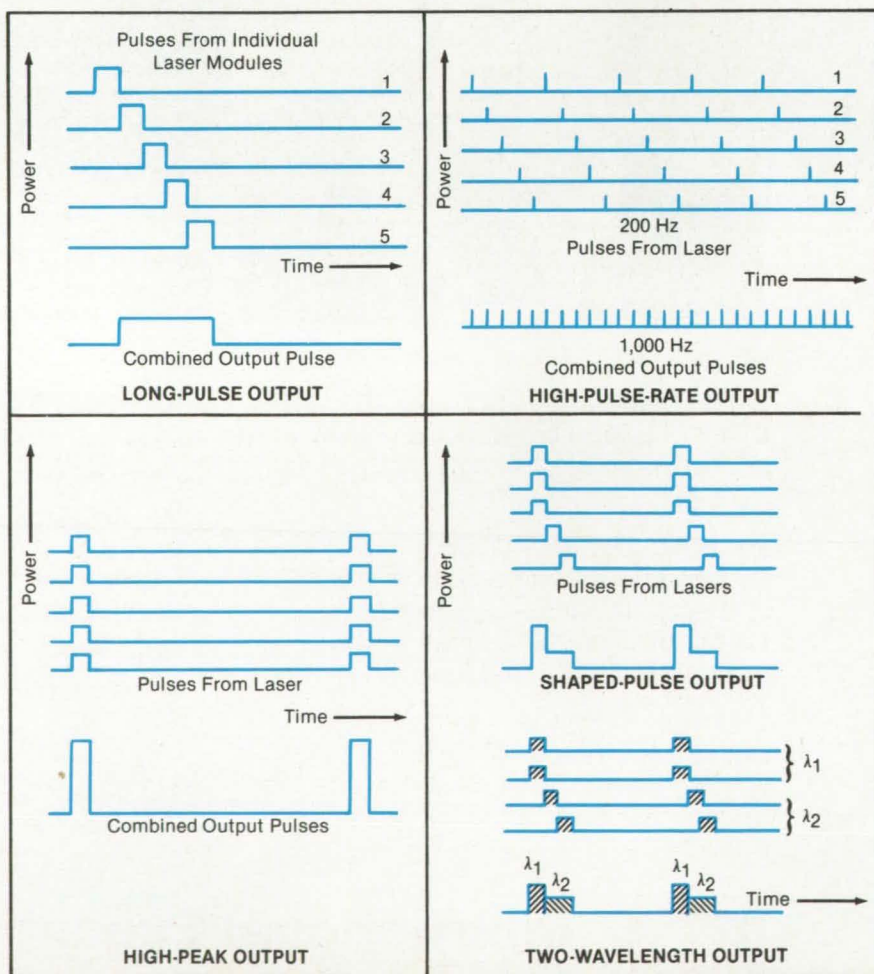 Pulses From Individual
Laser Modules
Power
1
2
3
4
5
Time
Combined Output Pulse
LONG-PULSE OUTPUT
Power
1
2
3
4
5
200 Hz
Pulses From Laser
Time
1,000 Hz
Combined Output Pulses
HIGH-PULSE-RATE OUTPUT
Power
Pulses From Laser
Time
Combined Output Pulses
HIGH-PEAK OUTPUT
Power
Pulses From Lasers
SHAPED-PULSE OUTPUT
} λ1
} λ2
λ1 λ2 λ1 λ2
Time
TWO-WAVELENGTH OUTPUT